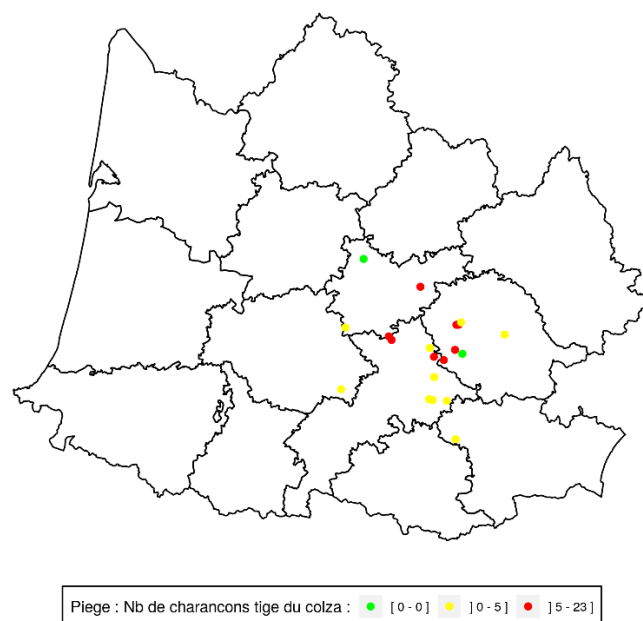 Piege : Nb de charancons tige du colza : [ 0 - 0 ] ] 0 - 5 ] ] 5 - 23 ]